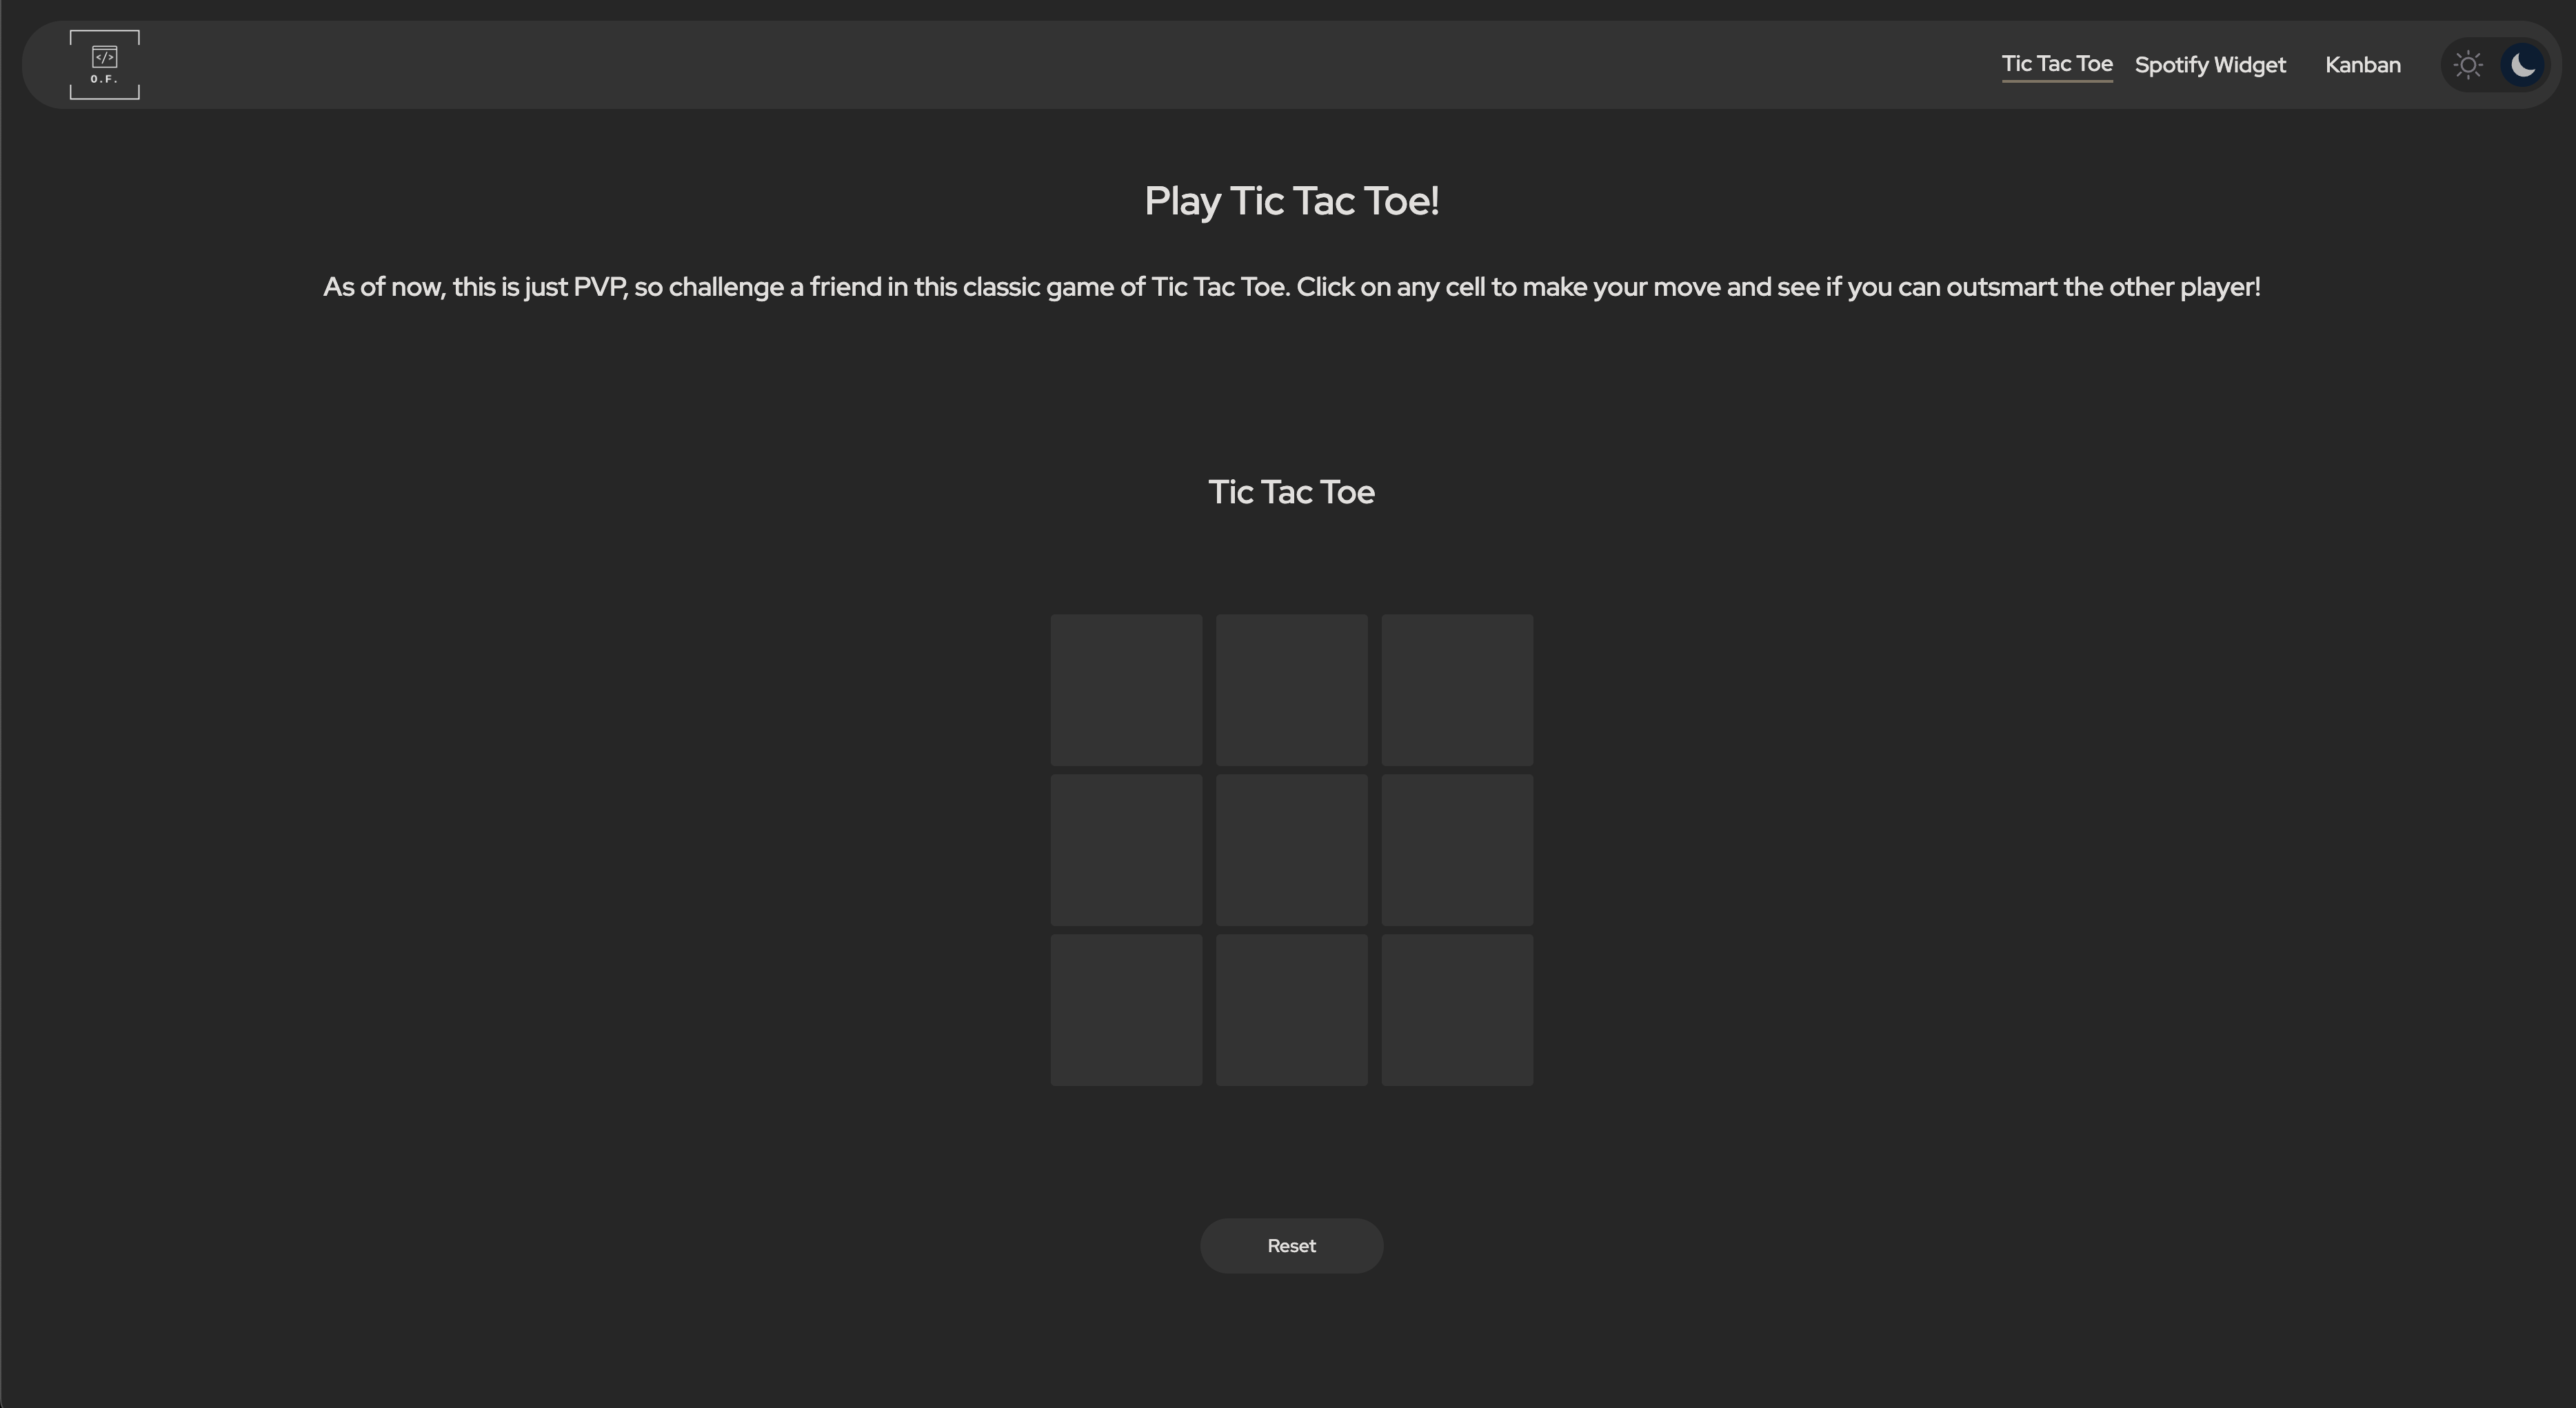 </>
O.F.
Tic Tac Toe
Spotify Widget
Kanban
Play Tic Tac Toe!
As of now, this is just PVP, so challenge a friend in this classic game of Tic Tac Toe. Click on any cell to make your move and see if you can outsmart the other player!
Tic Tac Toe
Reset